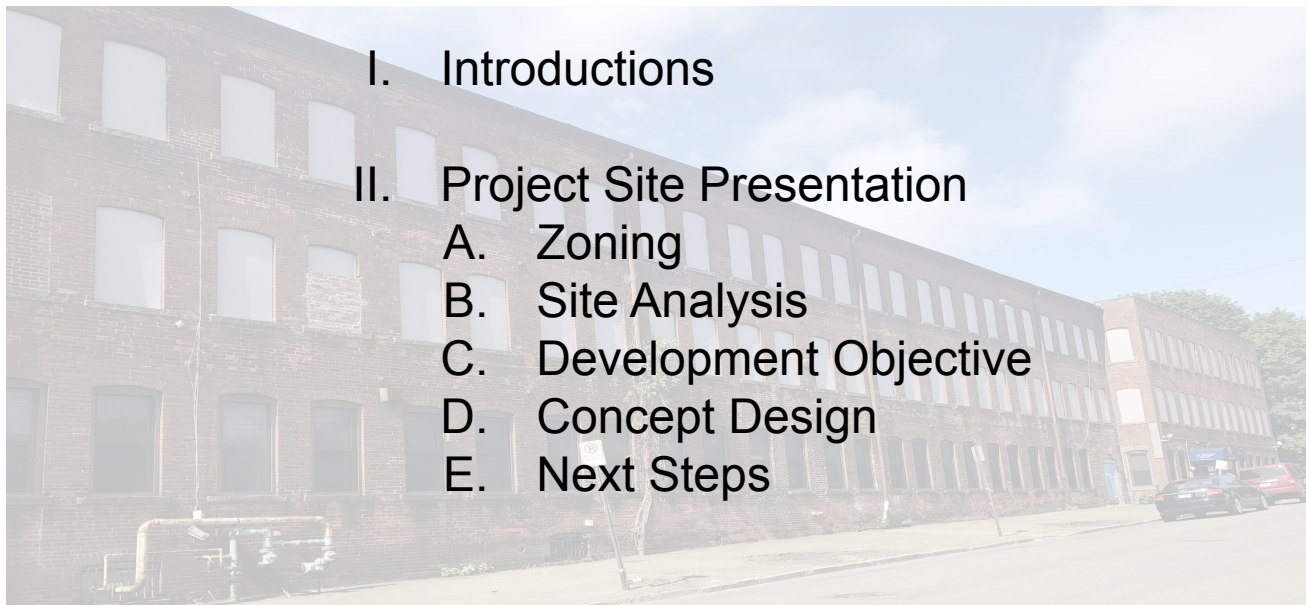 I. Introductions
II. Project Site Presentation
A. Zoning
B. Site Analysis
C. Development Objective
D. Concept Design
E. Next Steps